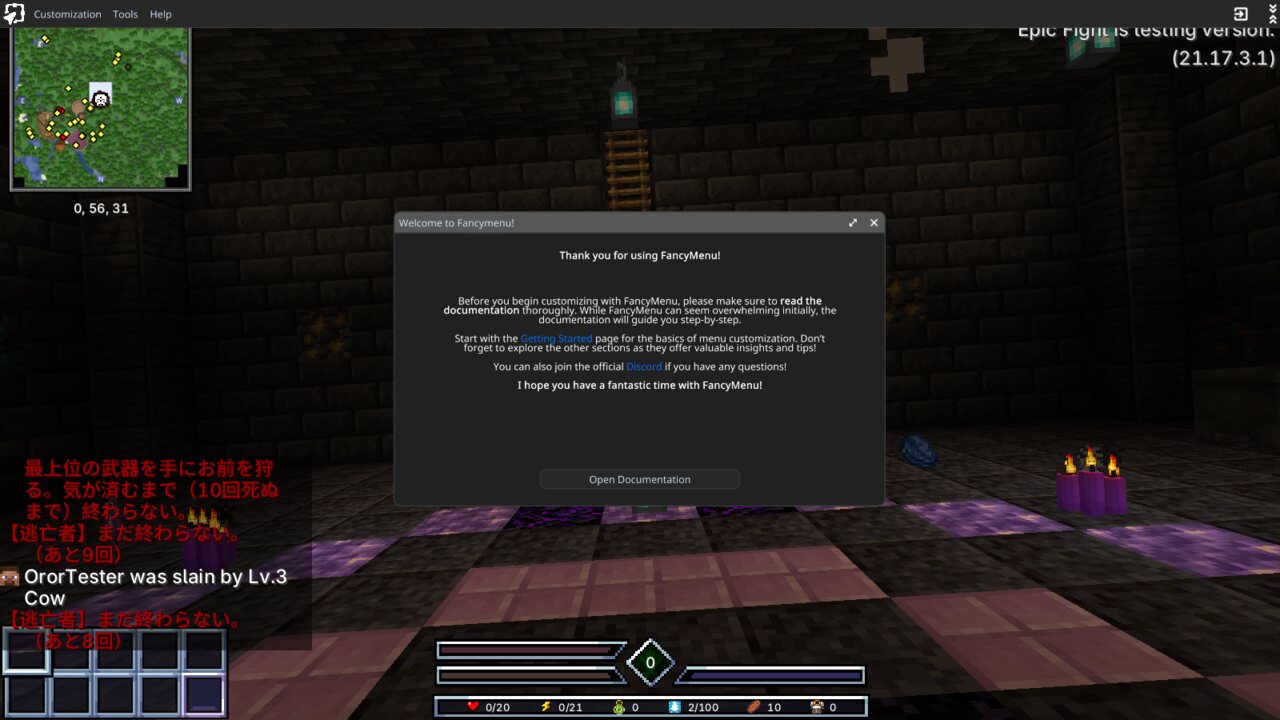 Customization Tools Help
Epic Fight is testing version.
(21.17.3.1)
E
W
N
0, 56, 31
Welcome to Fancymenu!
Thank you for using FancyMenu!
Before you begin customizing with FancyMenu, please make sure to read the
documentation thoroughly. While FancyMenu can seem overwhelming initially, the
documentation will guide you step-by-step.
Start with the Getting Started page for the basics of menu customization. Don't
forget to explore the other sections as they offer valuable insights and tips!
You can also join the official Discord if you have any questions!
I hope you have a fantastic time with FancyMenu!
Open Documentation
最上位の武器を手にお前を狩
る。気が済むまで（10回死ぬ
まで）終わらない。
【逃亡者】まだ終わらない。
（あと9回）
OrorTester was slain by Lv.3
Cow
【逃亡者】まだ終わらない。
（あと8回）
0
0/20 0/21 0 2/100 10 0